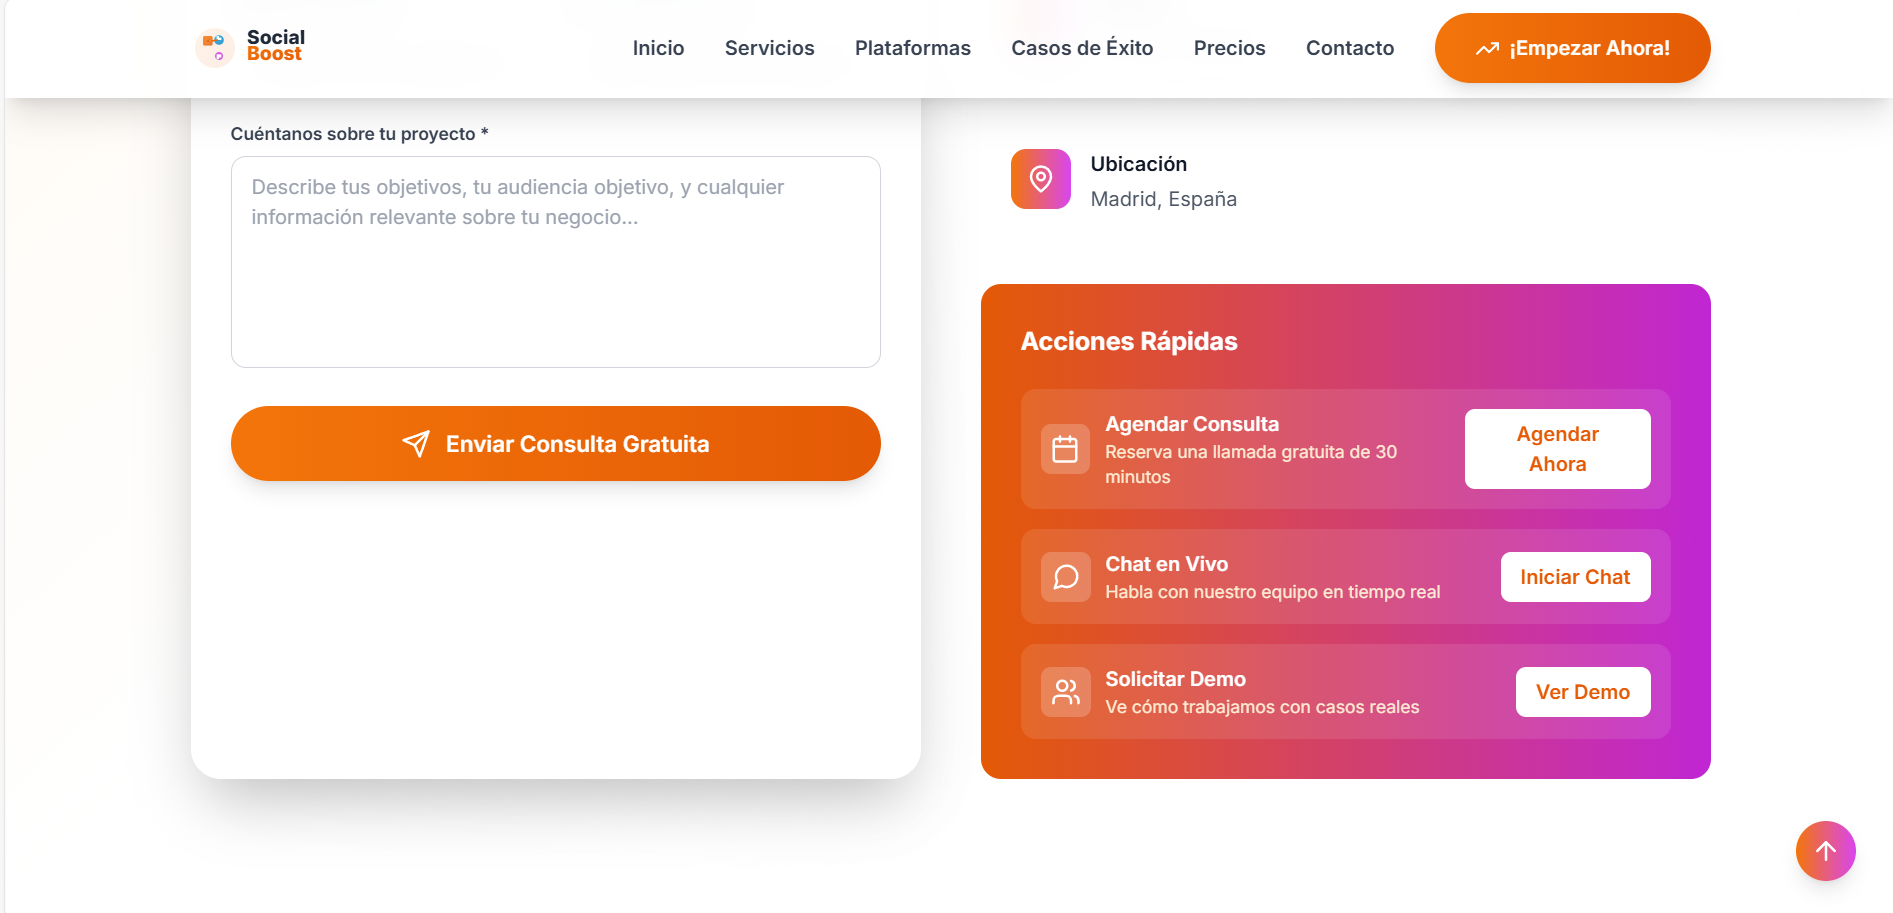 Social
Boost
Inicio
Servicios
Plataformas
Casos de Éxito
Precios
Contacto
¡Empezar Ahora!
Cuéntanos sobre tu proyecto *
Describe tus objetivos, tu audiencia objetivo, y cualquier
información relevante sobre tu negocio...
Enviar Consulta Gratuita
Ubicación
Madrid, España
Acciones Rápidas
Agendar Consulta
Reserva una llamada gratuita de 30
minutos
Agendar
Ahora
Chat en Vivo
Habla con nuestro equipo en tiempo real
Iniciar Chat
Solicitar Demo
Ve cómo trabajamos con casos reales
Ver Demo